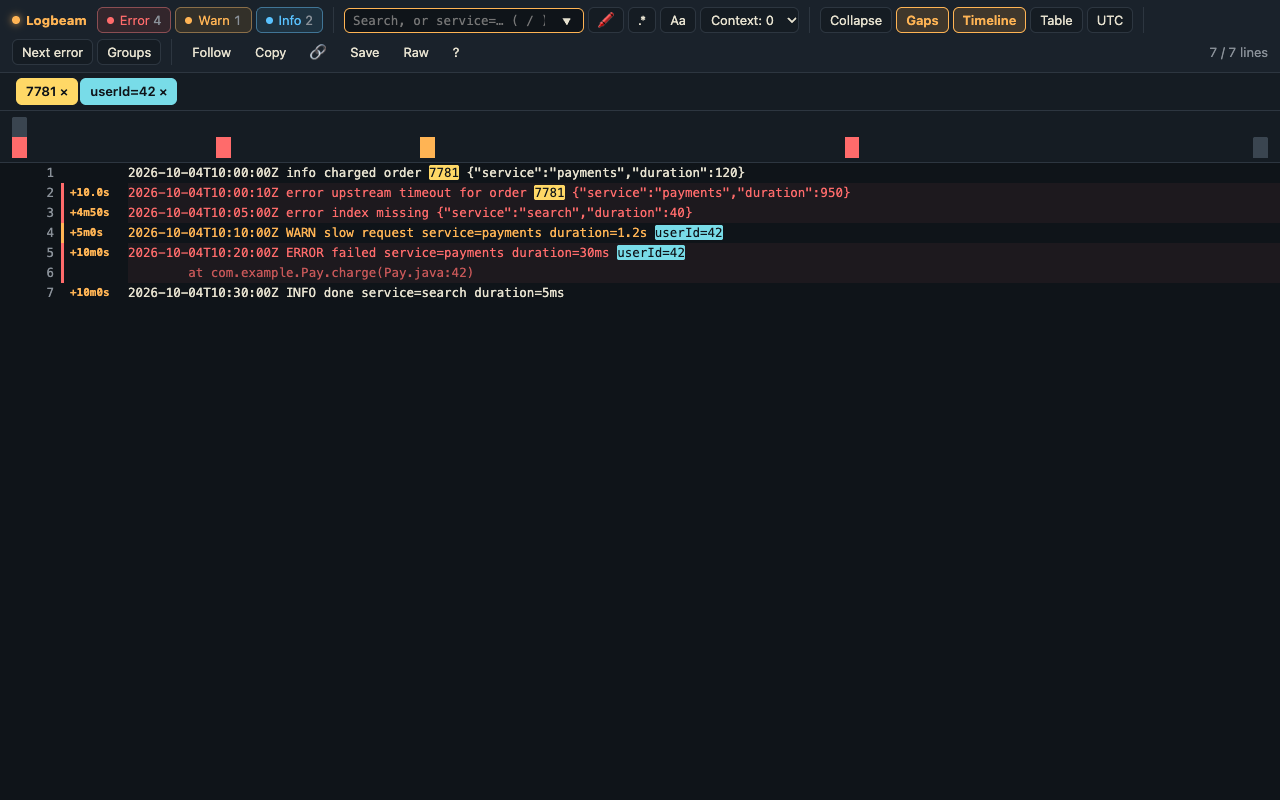 Logbeam Error 4 Warn 1 Info 2 Search, or service=… ( / ) ▼ .* Aa Context: 0 Collapse Gaps Timeline Table UTC
Next error Groups Follow Copy Save Raw ? 7 / 7 lines
7781 × userId=42 ×
1 2026-10-04T10:00:00Z info charged order 7781 {"service":"payments","duration":120}
2 +10.0s 2026-10-04T10:00:10Z error upstream timeout for order 7781 {"service":"payments","duration":950}
3 +4m50s 2026-10-04T10:05:00Z error index missing {"service":"search","duration":40}
4 +5m0s 2026-10-04T10:10:00Z WARN slow request service=payments duration=1.2s userId=42
5 +10m0s 2026-10-04T10:20:00Z ERROR failed service=payments duration=30ms userId=42
6 at com.example.Pay.charge(Pay.java:42)
7 +10m0s 2026-10-04T10:30:00Z INFO done service=search duration=5ms